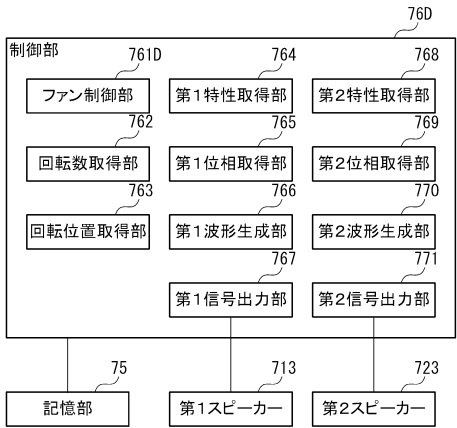 76D
制御部
761D
764
768
ファン制御部
第1特性取得部
第2特性取得部
762
765
769
回転数取得部
第1位相取得部
第2位相取得部
763
766
770
回転位置取得部
第1波形生成部
第2波形生成部
767
771
第1信号出力部
第2信号出力部
75
713
723
記憶部
第1スピーカー
第2スピーカー